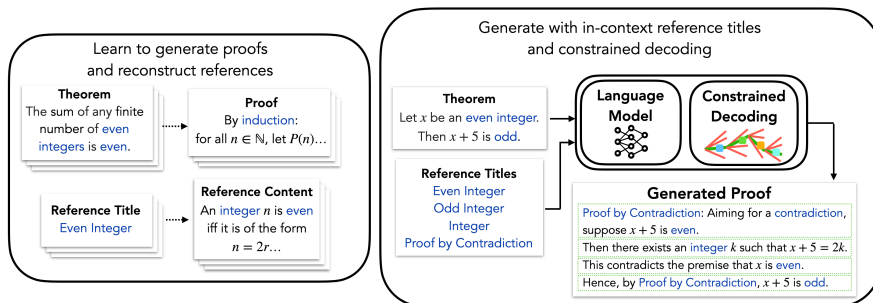 Learn to generate proofs
and reconstruct references
Theorem
The sum of any finite
number of even
integers is even.
Proof
By induction:
for all n ∈ ℕ, let P(n)…
Reference Title
Even Integer
Reference Content
An integer n is even
iff it is of the form
n = 2r…
Generate with in-context reference titles
and constrained decoding
Theorem
Let x be an even integer.
Then x + 5 is odd.
Reference Titles
Even Integer
Odd Integer
Integer
Proof by Contradiction
Language
Model
Constrained
Decoding
Generated Proof
Proof by Contradiction: Aiming for a contradiction,
suppose x + 5 is even.
Then there exists an integer k such that x + 5 = 2k.
This contradicts the premise that x is even.
Hence, by Proof by Contradiction, x + 5 is odd.